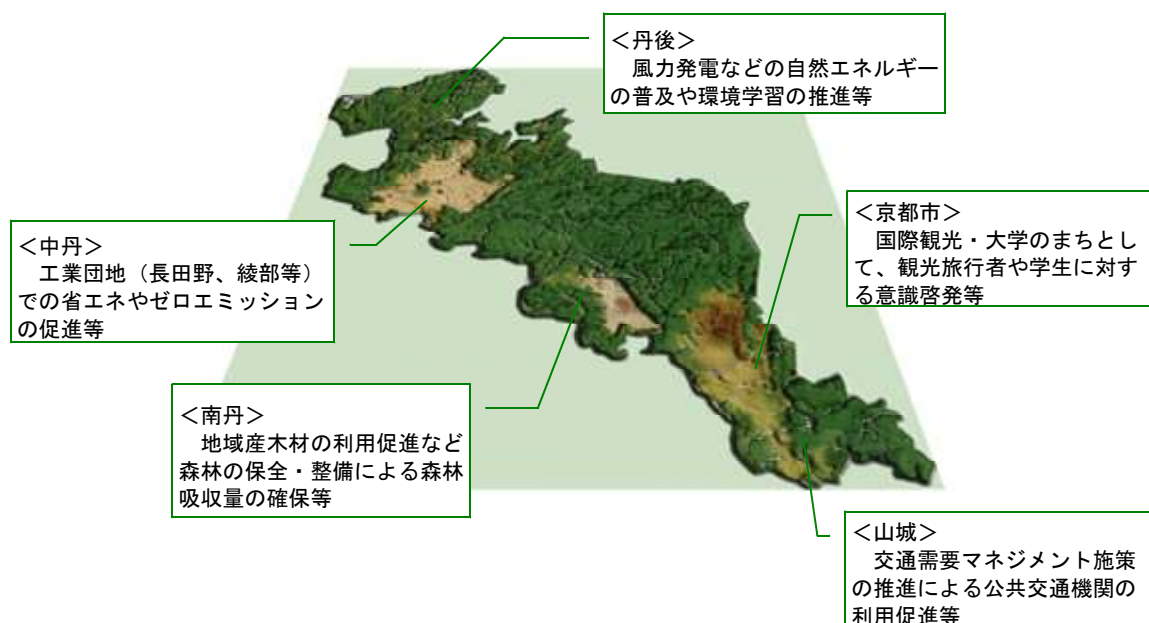 ＜丹後＞
　風力発電などの自然エネルギー
の普及や環境学習の推進等
＜京都市＞
　国際観光・大学のまちとし
て、観光旅行者や学生に対す
る意識啓発等
＜中丹＞
　工業団地（長田野、綾部等）
での省エネやゼロエミッション
の促進等
＜南丹＞
　地域産木材の利用促進など
森林の保全・整備による森林
吸収量の確保等
＜山城＞
　交通需要マネジメント施策
の推進による公共交通機関の
利用促進等